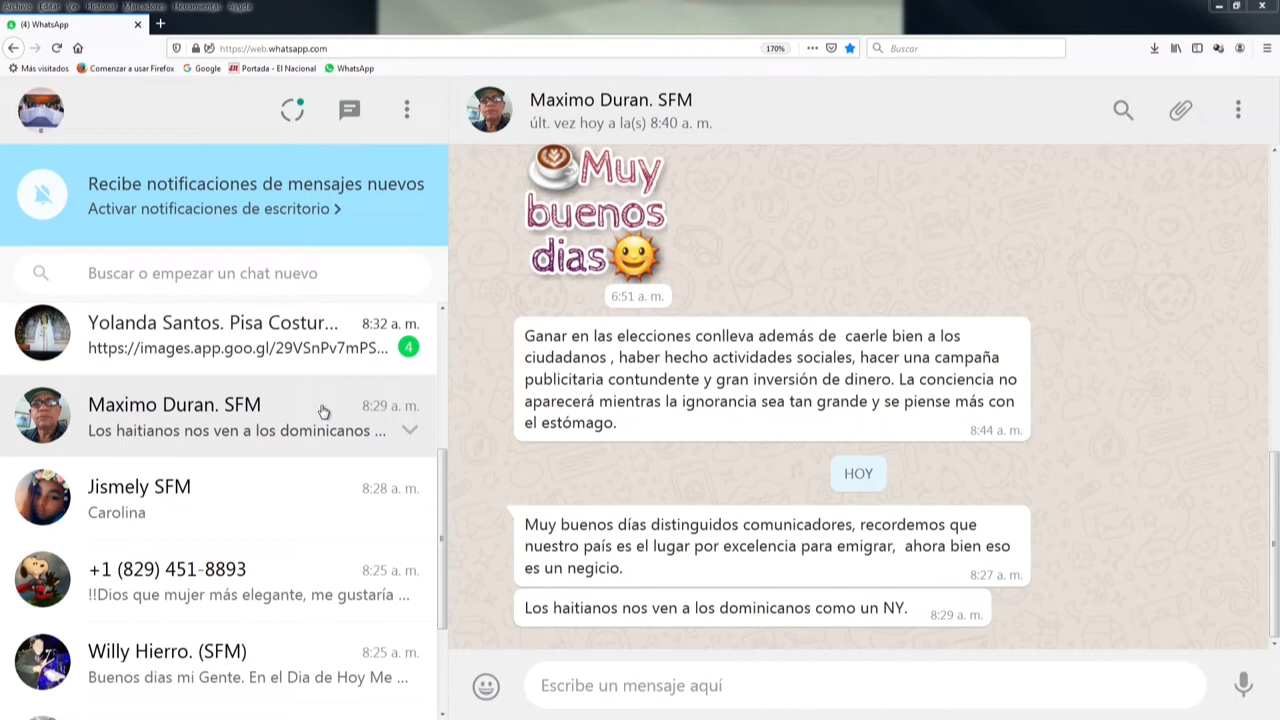 Archivo Editar Ver Historial Marcadores Herramientas Ayuda
(4) WhatsApp
https://web.whatsapp.com
170%
Buscar
Más visitados
Comenzar a usar Firefox
Google
Portada - El Nacional
WhatsApp
Recibe notificaciones de mensajes nuevos
Activar notificaciones de escritorio
Buscar o empezar un chat nuevo
Yolanda Santos. Pisa Costur... 8:32 a. m.
https://images.app.goo.gl/29VSnPv7mPS... 4
Maximo Duran. SFM 8:29 a. m.
Los haitianos nos ven a los dominicanos ...
Jismely SFM 8:28 a. m.
Carolina
+1 (829) 451-8893 8:25 a. m.
!!Dios que mujer más elegante, me gustaría ...
Willy Hierro. (SFM) 8:25 a. m.
Buenos dias mi Gente. En el Dia de Hoy Me ...
Maximo Duran. SFM
últ. vez hoy a la(s) 8:40 a. m.
Muy
buenos
dias
6:51 a. m.
Ganar en las elecciones conlleva además de caerle bien a los
ciudadanos , haber hecho actividades sociales, hacer una campaña
publicitaria contundente y gran inversión de dinero. La conciencia no
aparecerá mientras la ignorancia sea tan grande y se piense más con
el estómago.
8:44 a. m.
HOY
Muy buenos días distinguidos comunicadores, recordemos que
nuestro país es el lugar por excelencia para emigrar, ahora bien eso
es un negicio.
8:27 a. m.
Los haitianos nos ven a los dominicanos como un NY.
8:29 a. m.
Escribe un mensaje aquí